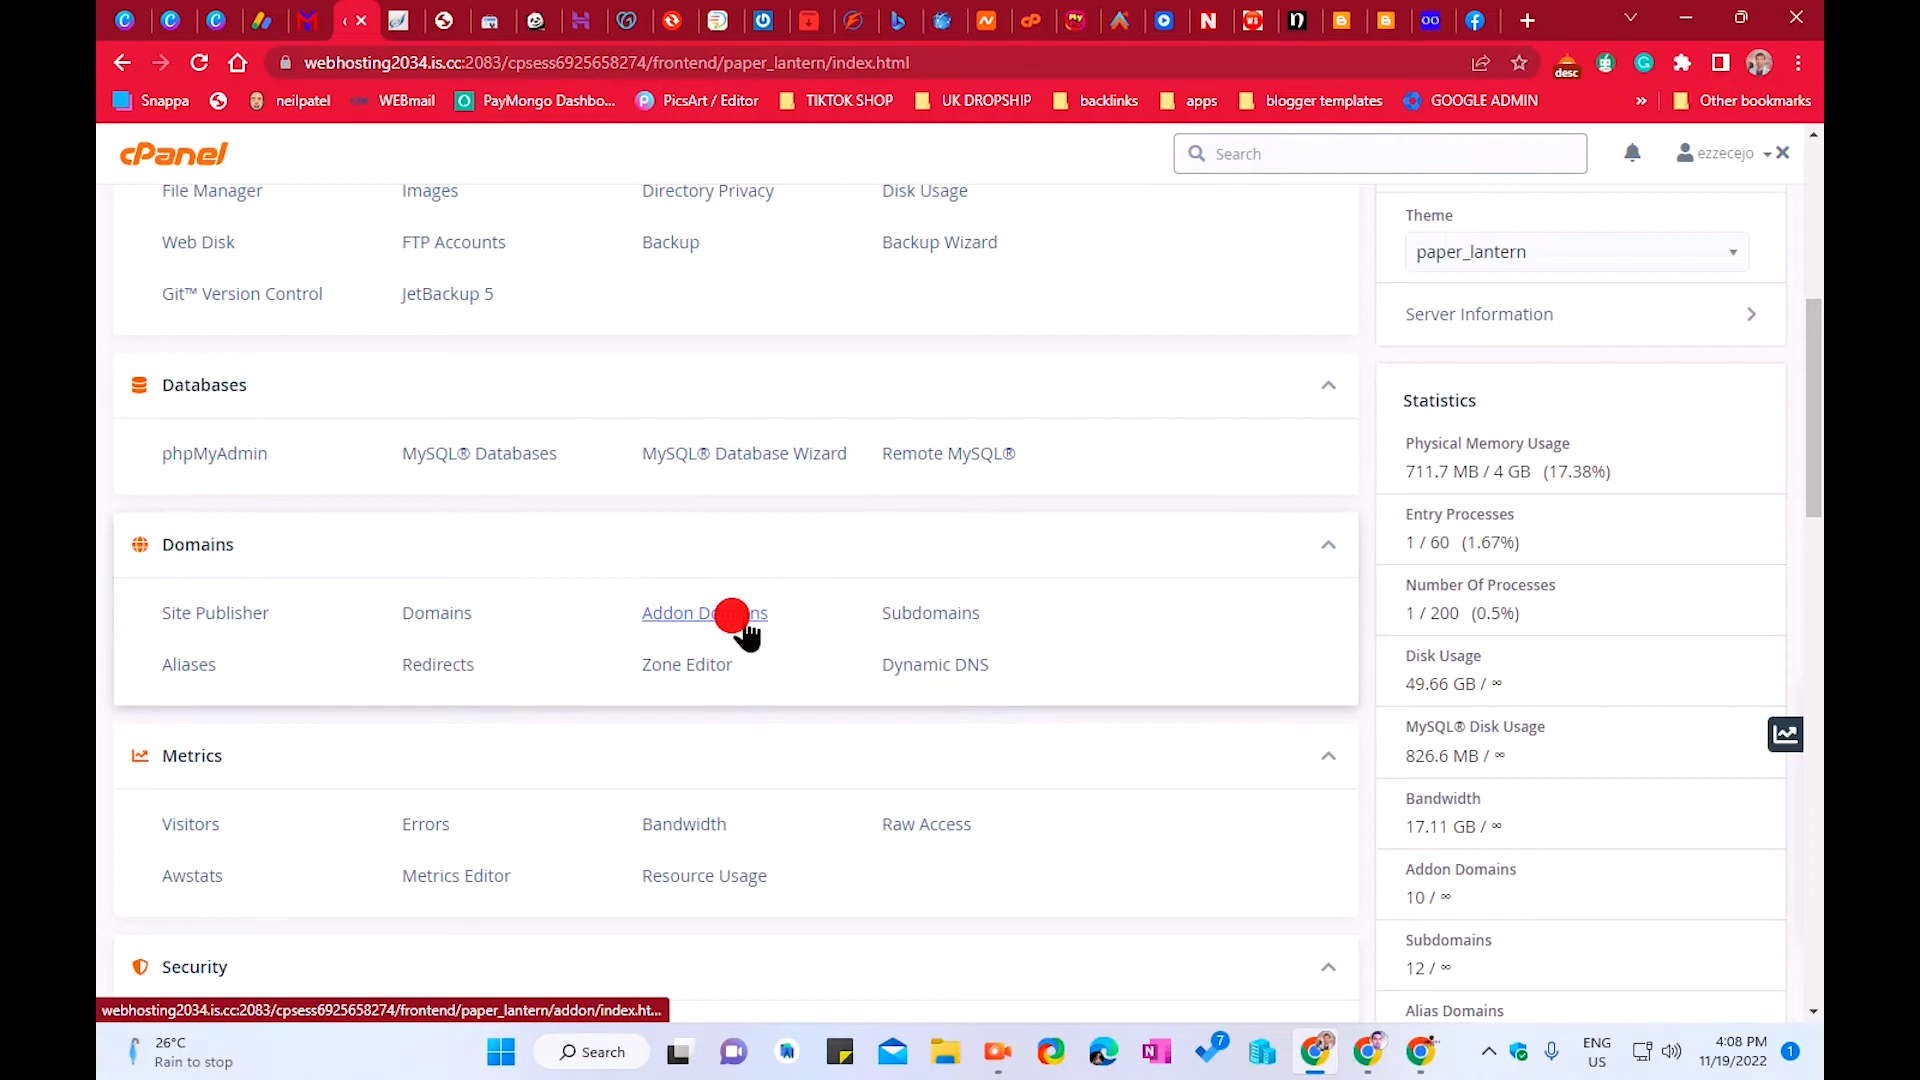 webhosting2034.is.cc:2083/cpsess6925658274/frontend/paper_lantern/index.html
desc
Snappa neilpatel WEBmail PayMongo Dashbo... PicsArt / Editor TIKTOK SHOP UK DROPSHIP backlinks apps blogger templates GOOGLE ADMIN » Other bookmarks
cPanel Search ezzecejo
File Manager Images Directory Privacy Disk Usage
Web Disk FTP Accounts Backup Backup Wizard
Git™ Version Control JetBackup 5
Theme
paper_lantern
Server Information
Databases
phpMyAdmin MySQL® Databases MySQL® Database Wizard Remote MySQL®
Domains
Site Publisher Domains Addon Domains Subdomains
Aliases Redirects Zone Editor Dynamic DNS
Metrics
Visitors Errors Bandwidth Raw Access
Awstats Metrics Editor Resource Usage
Security
Statistics
Physical Memory Usage
711.7 MB / 4 GB (17.38%)
Entry Processes
1 / 60 (1.67%)
Number Of Processes
1 / 200 (0.5%)
Disk Usage
49.66 GB / ∞
MySQL® Disk Usage
826.6 MB / ∞
Bandwidth
17.11 GB / ∞
Addon Domains
10 / ∞
Subdomains
12 / ∞
Alias Domains
webhosting2034.is.cc:2083/cpsess6925658274/frontend/paper_lantern/addon/index.ht...
26°C
Rain to stop
Search
7
ENG
US
4:08 PM
11/19/2022
1